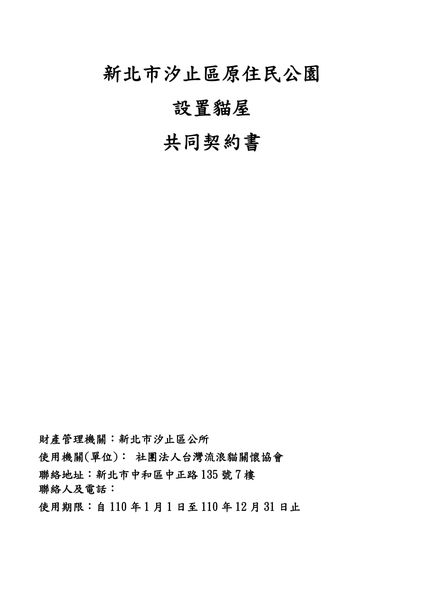 新北市汐止區原住民公園
設置貓屋
共同契約書
財產管理機關：新北市汐止區公所
使用機關(單位)： 社團法人台灣流浪貓關懷協會
聯絡地址：新北市中和區中正路 135 號 7 樓
聯絡人及電話：
使用期限：自 110 年 1 月 1 日至 110 年 12 月 31 日止